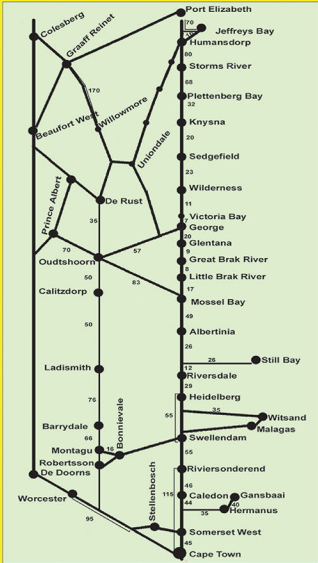 Port Elizabeth
70
Jeffreys Bay
Colesberg
Graaff Reinet
Humansdorp
80
Storms River
68
170
Plettenberg Bay
32
Willowmore
Beaufort West
Knysna
20
Uniondale
Sedgefield
23
Prince Albert
Wilderness
De Rust
11
35
Victoria Bay
7
George
20
Glentana
9
70
57
Great Brak River
Oudtshoorn
8
50
83
Little Brak River
17
Calitzdorp
Mossel Bay
49
50
Albertinia
26
26
Still Bay
Ladismith
12
Riversdale
29
76
Heidelberg
35
55
Witsand
Bonnievale
Barrydale
Malagas
66
Swellendam
Montagu
16
55
Robertsson
De Doorns
Riviersonderend
Stellenbosch
46
Worcester
115
Caledon
Gansbaai
44
40
35
Hermanus
95
Somerset West
45
Cape Town